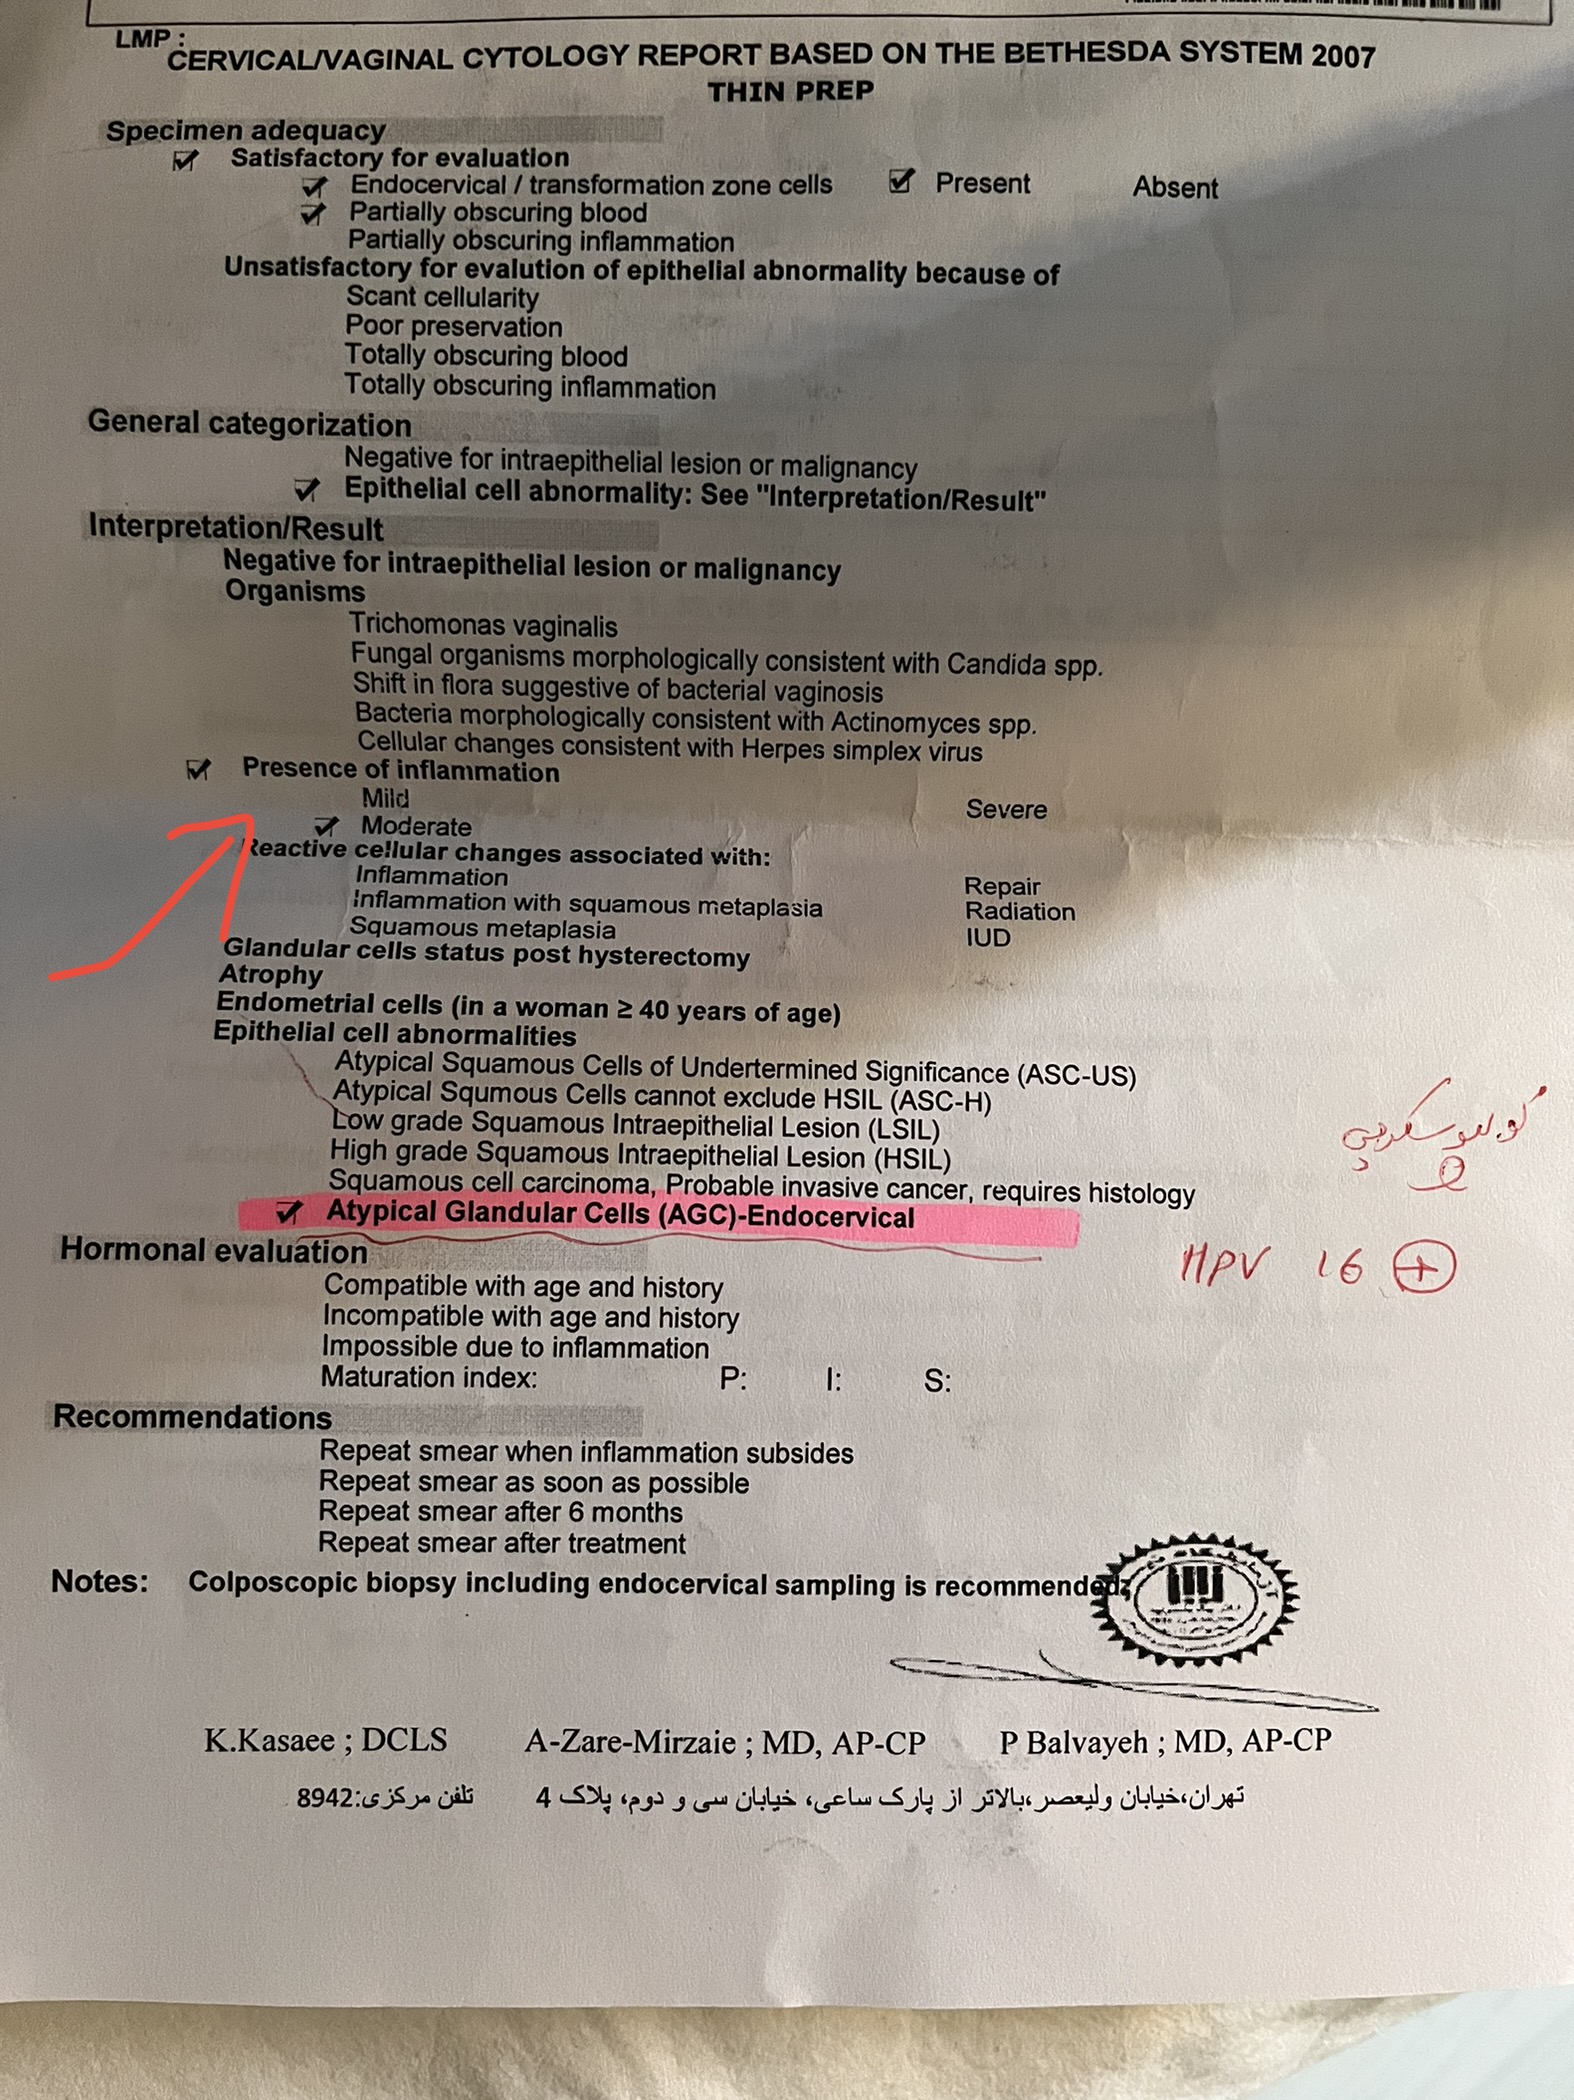 LMP :
CERVICAL/VAGINAL CYTOLOGY REPORT BASED ON THE BETHESDA SYSTEM 2007
THIN PREP
Specimen adequacy
Satisfactory for evaluation
Endocervical / transformation zone cells Present Absent
Partially obscuring blood
Partially obscuring inflammation
Unsatisfactory for evalution of epithelial abnormality because of
Scant cellularity
Poor preservation
Totally obscuring blood
Totally obscuring inflammation
General categorization
Negative for intraepithelial lesion or malignancy
Epithelial cell abnormality: See "Interpretation/Result"
Interpretation/Result
Negative for intraepithelial lesion or malignancy
Organisms
Trichomonas vaginalis
Fungal organisms morphologically consistent with Candida spp.
Shift in flora suggestive of bacterial vaginosis
Bacteria morphologically consistent with Actinomyces spp.
Cellular changes consistent with Herpes simplex virus
Presence of inflammation
Mild Severe
Moderate
Reactive cellular changes associated with:
Inflammation Repair
Inflammation with squamous metaplasia Radiation
Squamous metaplasia IUD
Glandular cells status post hysterectomy
Atrophy
Endometrial cells (in a woman ≥ 40 years of age)
Epithelial cell abnormalities
Atypical Squamous Cells of Undertermined Significance (ASC-US)
Atypical Squmous Cells cannot exclude HSIL (ASC-H)
Low grade Squamous Intraepithelial Lesion (LSIL)
High grade Squamous Intraepithelial Lesion (HSIL)
کولپوسکوپی
Squamous cell carcinoma, Probable invasive cancer, requires histology
Atypical Glandular Cells (AGC)-Endocervical
HPV 16 +
Hormonal evaluation
Compatible with age and history
Incompatible with age and history
Impossible due to inflammation
Maturation index: P: I: S:
Recommendations
Repeat smear when inflammation subsides
Repeat smear as soon as possible
Repeat smear after 6 months
Repeat smear after treatment
Notes: Colposcopic biopsy including endocervical sampling is recommended
K.Kasaee ; DCLS A-Zare-Mirzaie ; MD, AP-CP P Balvayeh ; MD, AP-CP
تهران،خیابان ولیعصر،بالاتر از پارک ساعی، خیابان سی و دوم، پلاک 4 تلفن مرکزی:8942